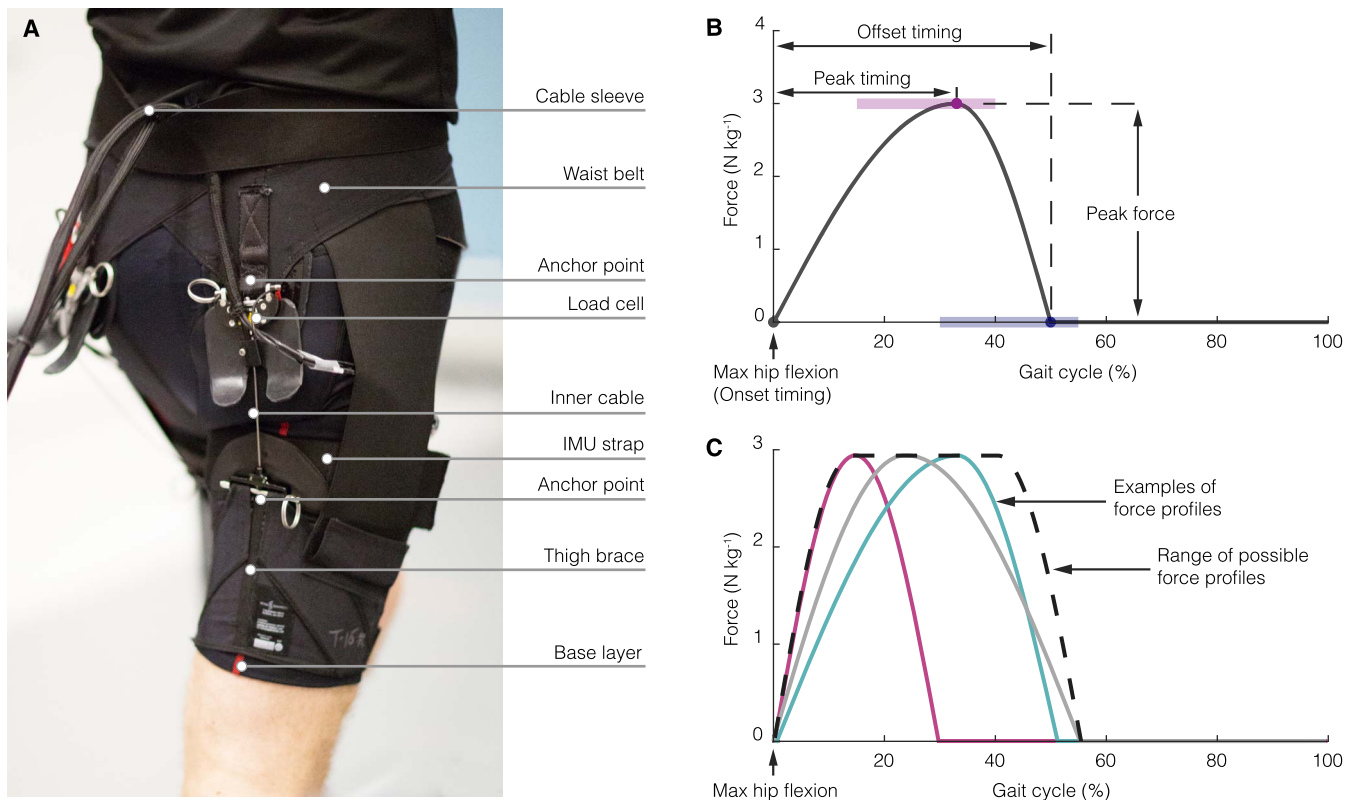 A
Cable sleeve
Waist belt
Anchor point
Load cell
Inner cable
IMU strap
Anchor point
Thigh brace
Base layer
B
4
3
2
1
0
Force (N kg⁻¹)
Offset timing
Peak timing
Peak force
20
40
60
80
100
Max hip flexion
(Onset timing)
Gait cycle (%)
C
3
2
1
0
Force (N kg⁻¹)
Examples of
force profiles
Range of possible
force profiles
20
40
60
80
100
Max hip flexion
Gait cycle (%)